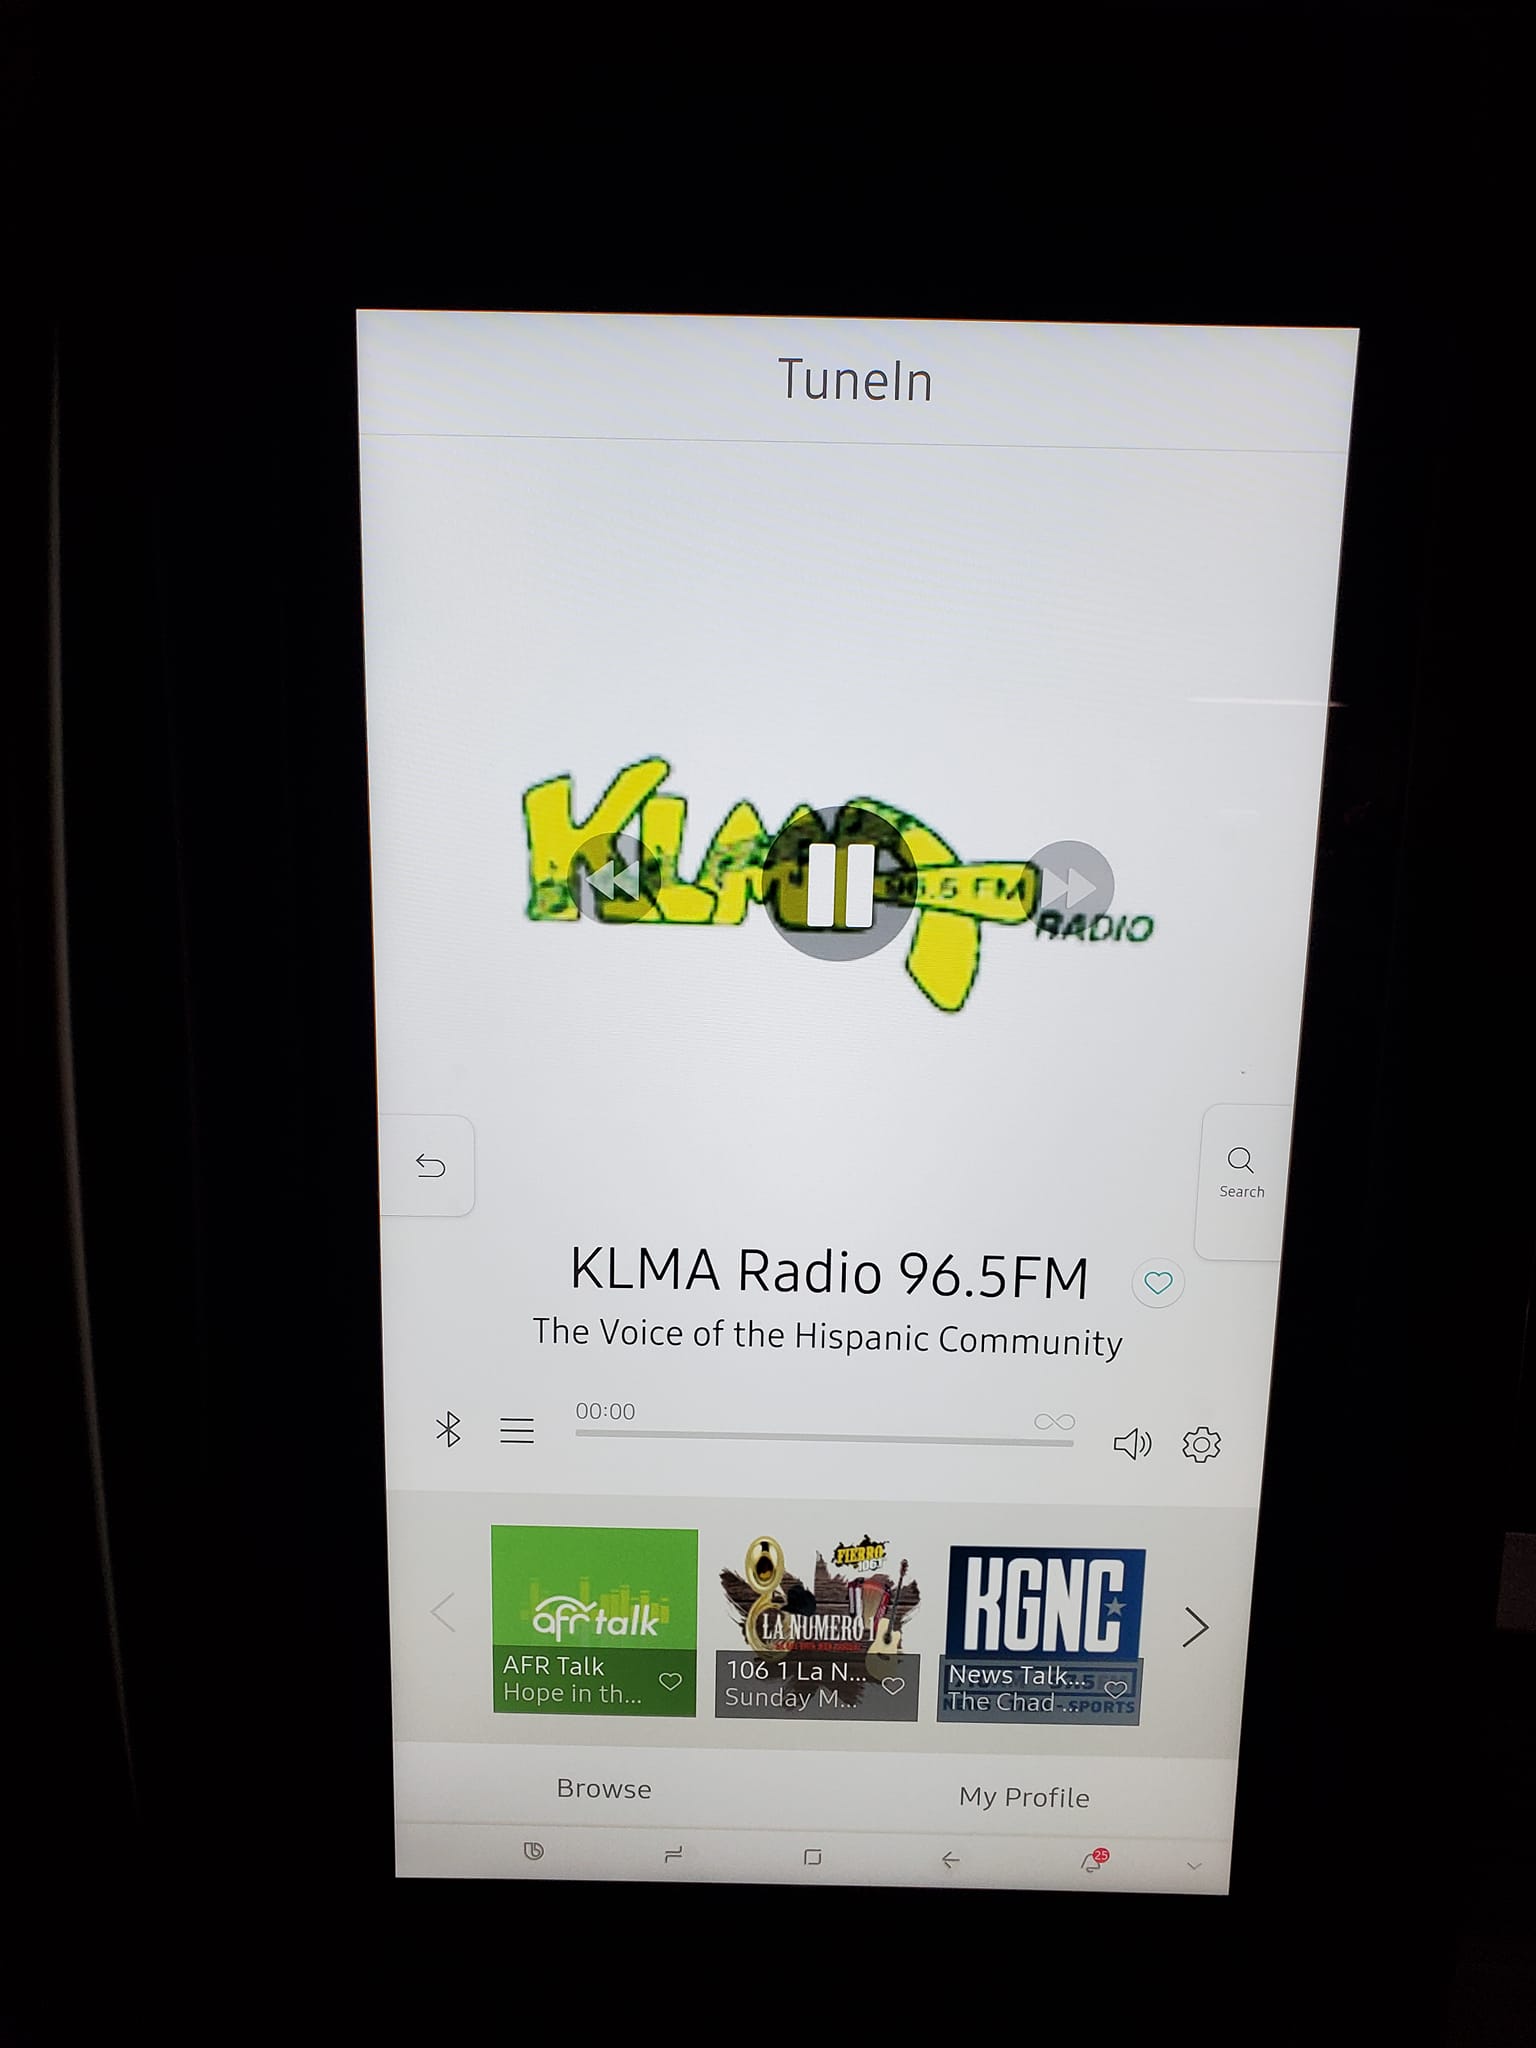 TuneIn
KLMA
96.5 FM
RADIO
Search
KLMA Radio 96.5FM
The Voice of the Hispanic Community
00:00
afr talk
AFR Talk
Hope in th...
FIERRO
106.1
LA NUMERO 1
106 1 La N...
Sunday M...
KGNC
News Talk...
The Chad ...
NEWS - TALK - SPORTS
Browse
My Profile
25